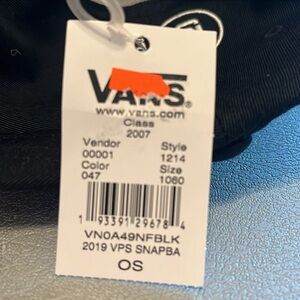 VANS
www.vans.com
Class
2007
Vendor Style
00001 1214
Color Size
047 1060
1 93391 29678 4
VN0A49NFBLK
2019 VPS SNAPBA
OS